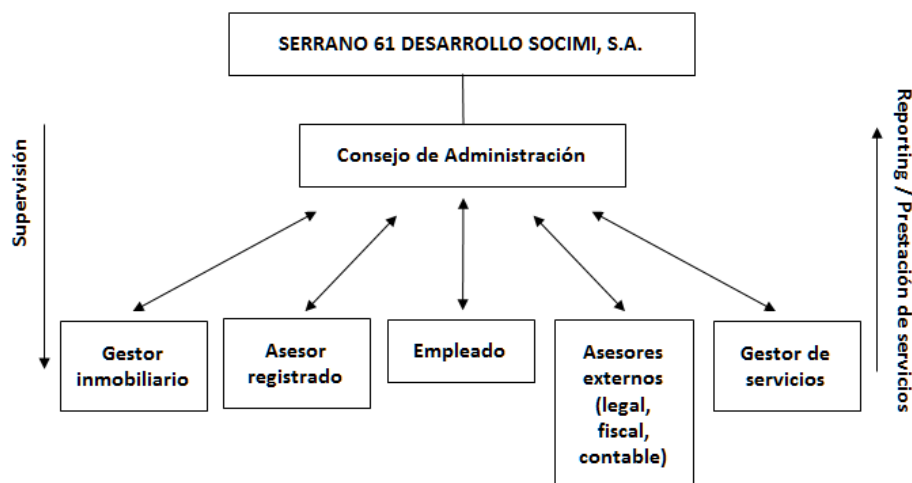 SERRANO 61 DESARROLLO SOCIMI, S.A.
Consejo de Administración
Supervisión
Reporting / Prestación de servicios
Gestor
inmobiliario
Asesor
registrado
Empleado
Asesores
externos
(legal,
fiscal,
contable)
Gestor de
servicios